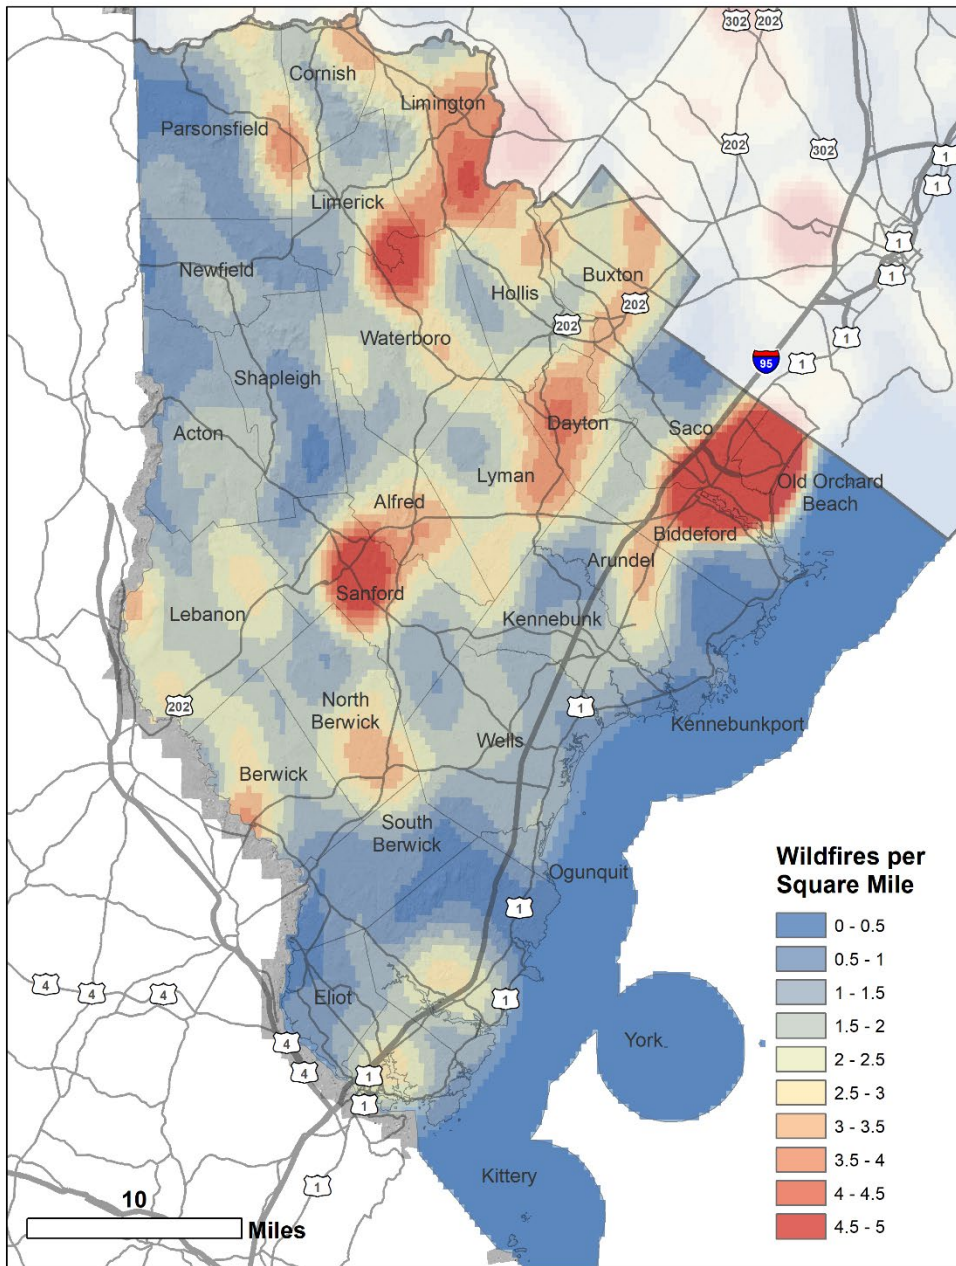 302
202
Cornish
Limington
Parsonsfield
202
302
1
1
Limerick
1
Newfield
Buxton
1
Hollis
202
202
Waterboro
1
95
1
Shapleigh
Acton
Dayton
Saco
Lyman
Old Orchard
Beach
Alfred
Biddeford
Arundel
Sanford
Lebanon
Kennebunk
202
North
Berwick
1
Kennebunkport
Wells
Berwick
South
Berwick
Ogunquit
1
4
4
4
Eliot
1
4
York
4
1
1
Kittery
1
10
Miles
Wildfires per
Square Mile
0 - 0.5
0.5 - 1
1 - 1.5
1.5 - 2
2 - 2.5
2.5 - 3
3 - 3.5
3.5 - 4
4 - 4.5
4.5 - 5